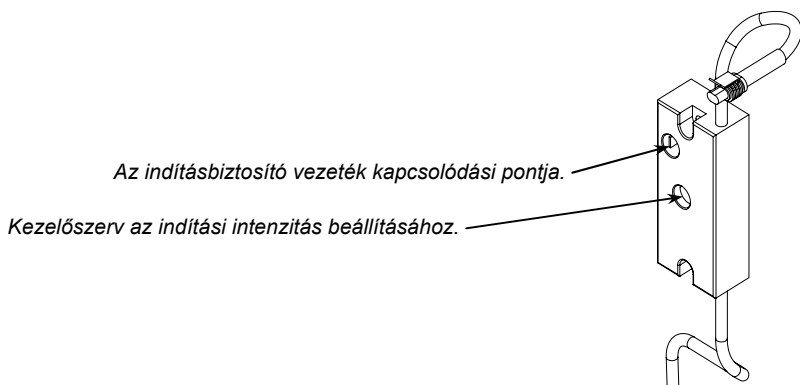 Az indításbiztosító vezeték kapcsolódási pontja.
Kezelőszerv az indítási intenzitás beállításához.